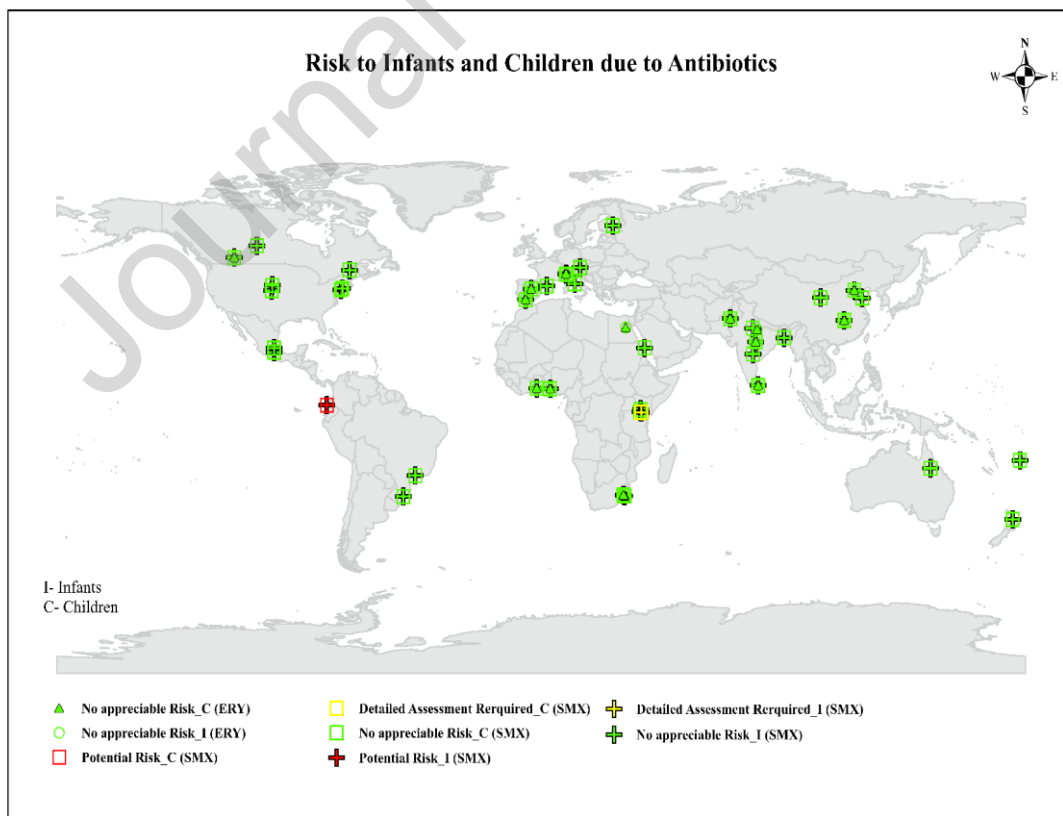 Journal
Risk to Infants and Children due to Antibiotics
N
W E
S
I- Infants
C- Children
No appreciable Risk_C (ERY)
No appreciable Risk_I (ERY)
Potential Risk_C (SMX)
Detailed Assessment Rerquired_C (SMX)
No appreciable Risk_C (SMX)
Potential Risk_I (SMX)
Detailed Assessment Rerquired_I (SMX)
No appreciable Risk_I (SMX)